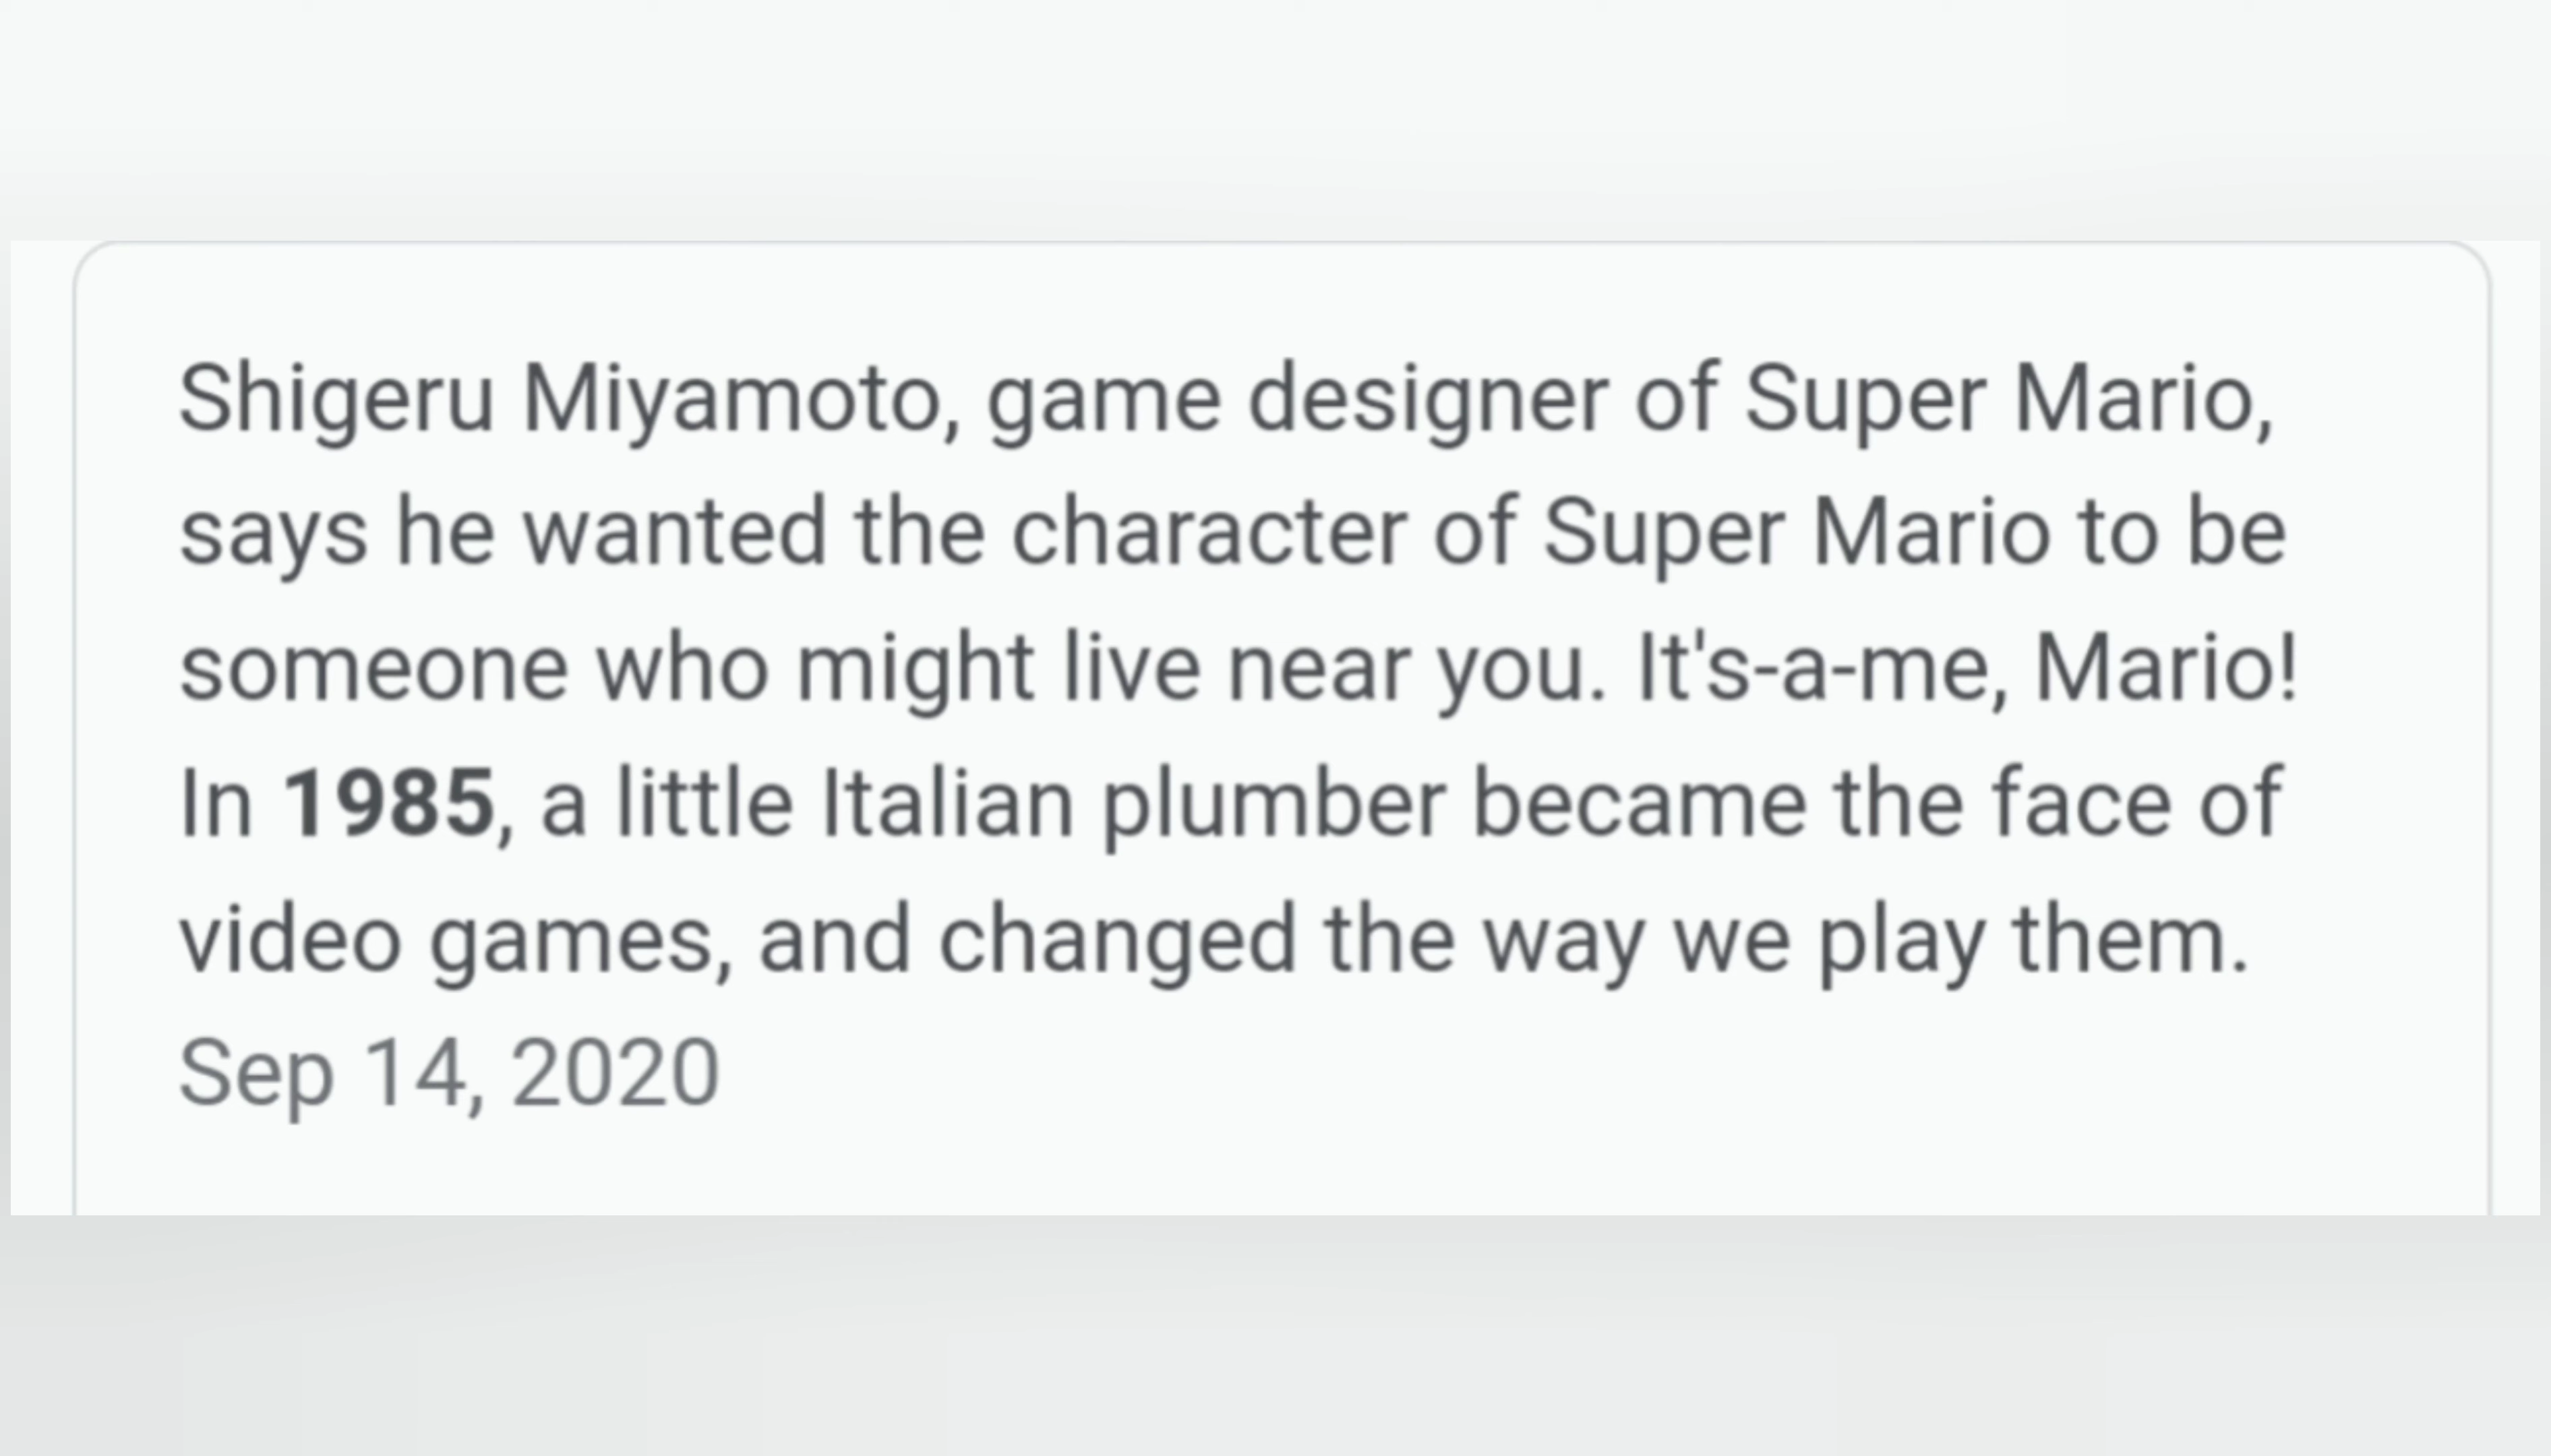 Shigeru Miyamoto, game designer of Super Mario,
says he wanted the character of Super Mario to be
someone who might live near you. It's-a-me, Mario!
In 1985, a little Italian plumber became the face of
video games, and changed the way we play them.
Sep 14, 2020